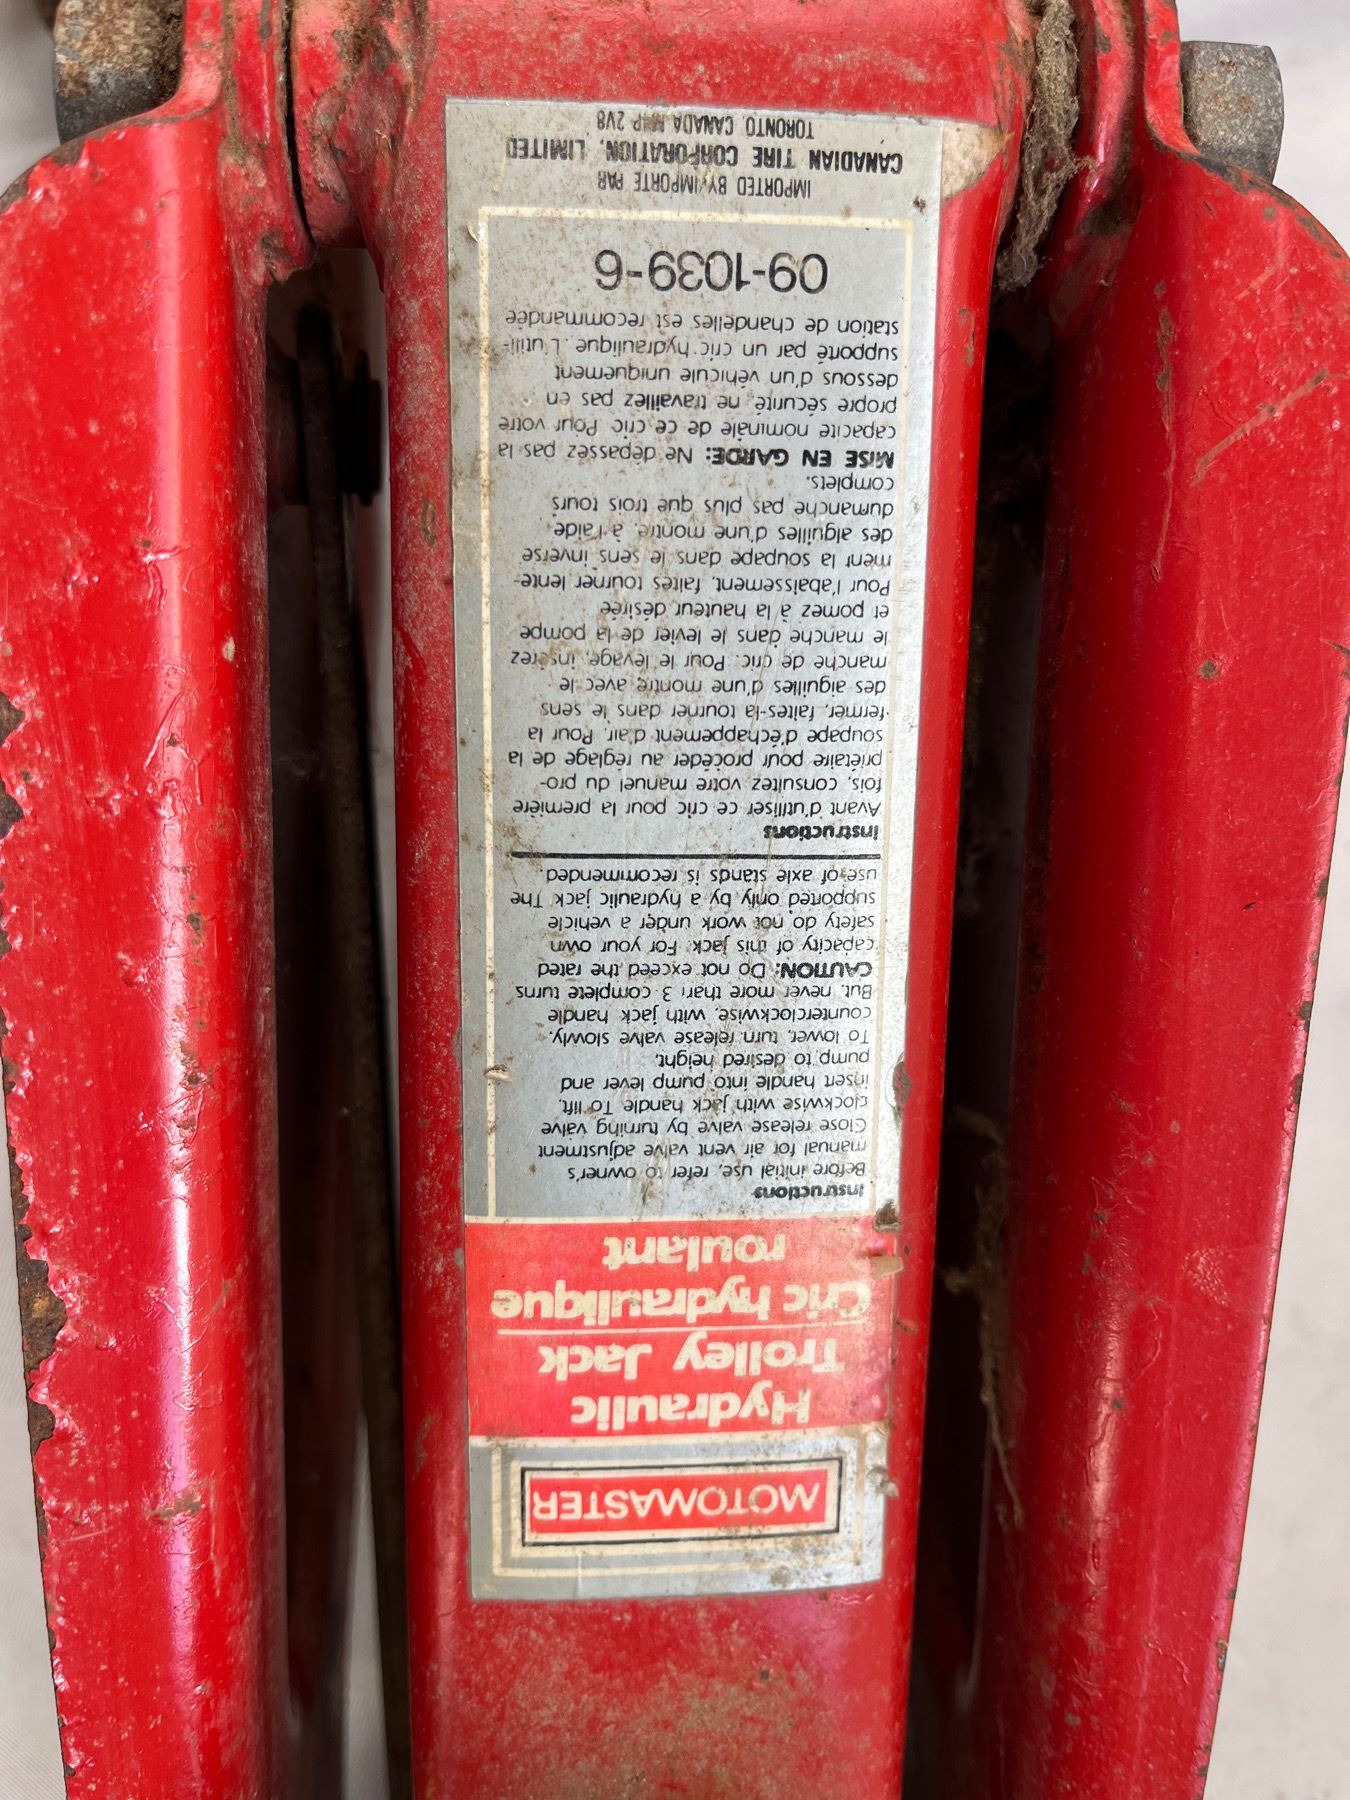 MOTOMASTER
Hydraulic
Trolley Jack
Cric hydraulique
roulant
Instructions
Before initial use, refer to owner's
manual for air vent valve adjustment
Close release valve by turning valve
clockwise with jack handle. To lift,
insert handle into pump lever and
pump to desired height.
To lower, turn release valve slowly,
counterclockwise, with jack handle
But, never more than 3 complete turns
CAUTION: Do not exceed the rated
capacity of this jack. For your own
safety do not work under a vehicle
supported only by a hydraulic jack. The
use of axle stands is recommended.
Instructions
Avant d'utiliser ce cric pour la première
fois, consultez votre manuel du pro-
priétaire pour procéder au réglage de la
soupape d'échappement d'air. Pour la
fermer, faites-la tourner dans le sens
des aiguilles d'une montre avec le
manche de cric. Pour le levage, insérez
le manche dans le levier de la pompe
et pomez à la hauteur désirée
Pour l'abaissement, faites tourner lente-
ment la soupape dans le sens inverse
des aiguilles d'une montre, à l'aide
dumanche pas plus que trois tours
complets.
MISE EN GARDE: Ne dépassez pas la
capacité nominale de ce cric. Pour votre
propre sécurité, ne travaillez pas en
dessous d'un véhicule uniquement
supporté par un cric hydraulique. L'utili-
station de chandelles est recommandée
09-1039-6
IMPORTED BY/IMPORTE PAR
CANADIAN TIRE CORPORATION, LIMITED
TORONTO, CANADA 2V8